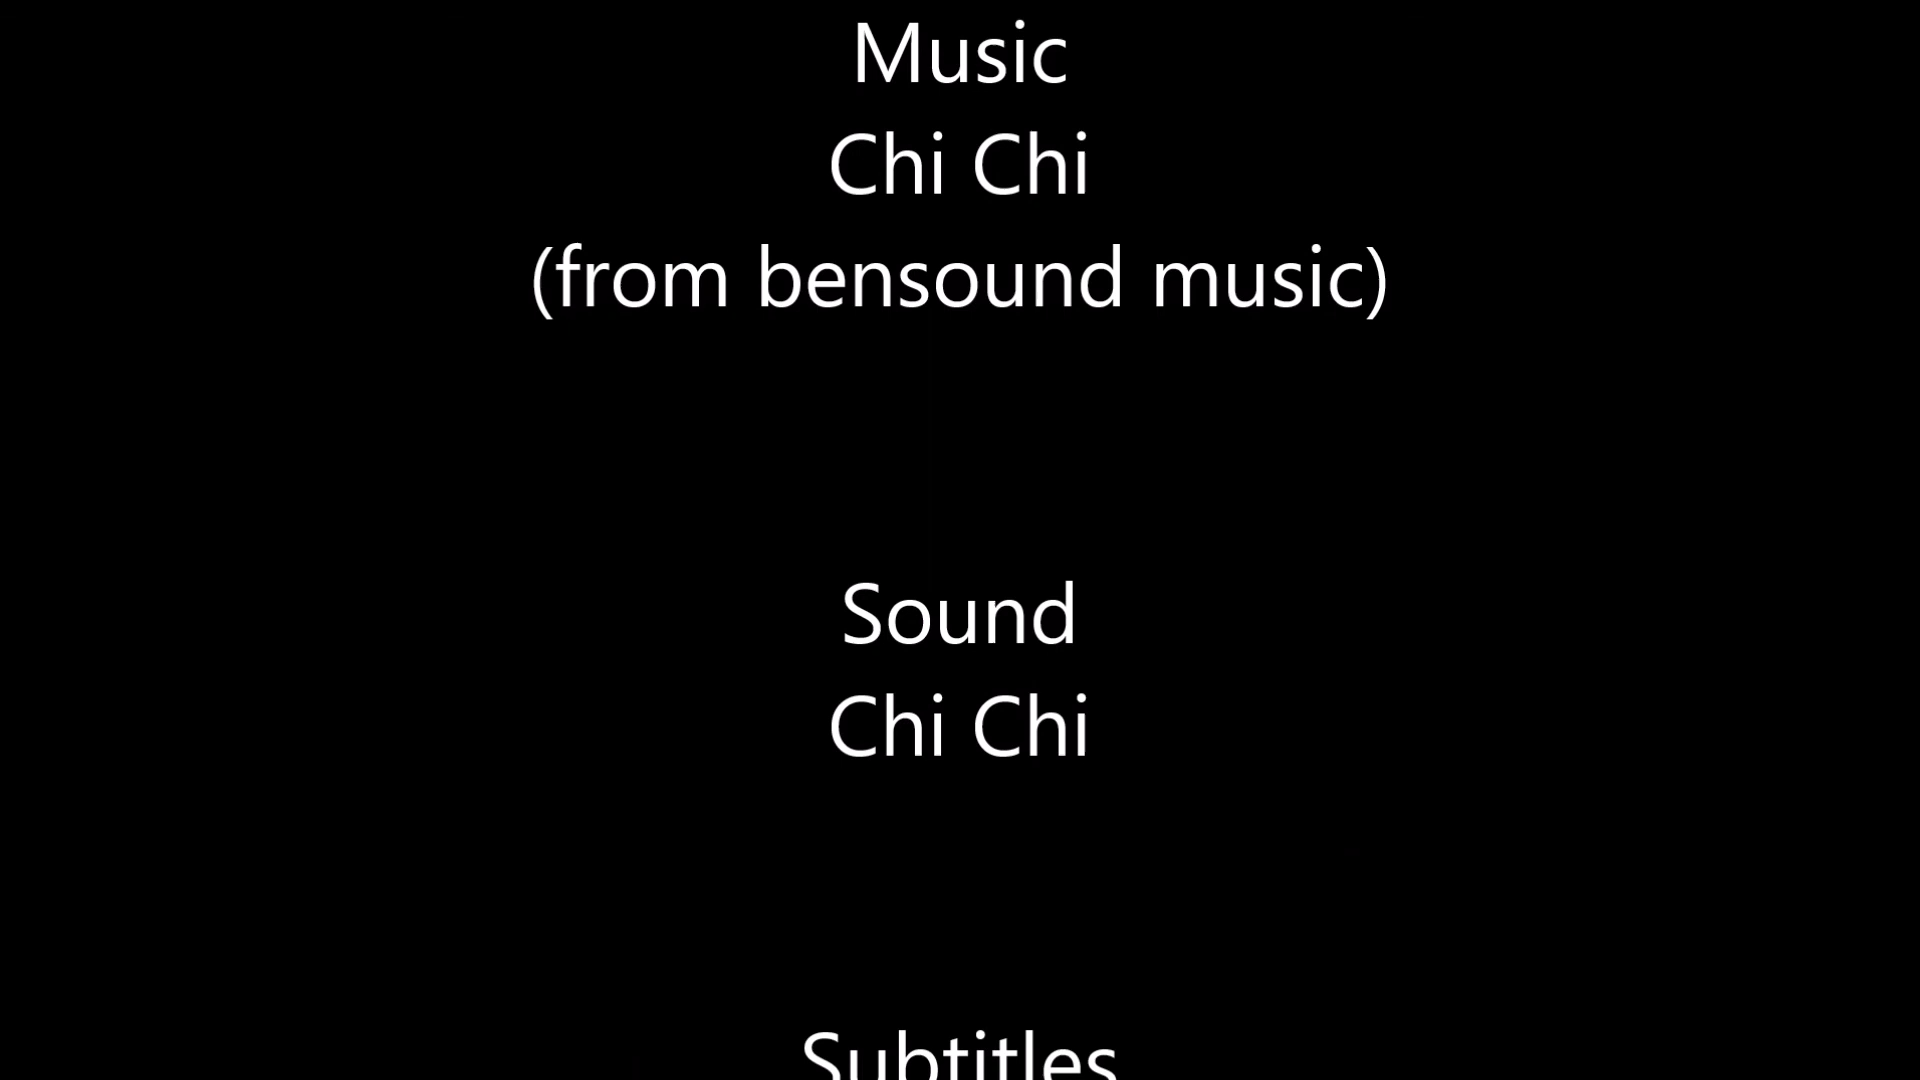 Music
Chi Chi
(from bensound music)
Sound
Chi Chi
Subtitles